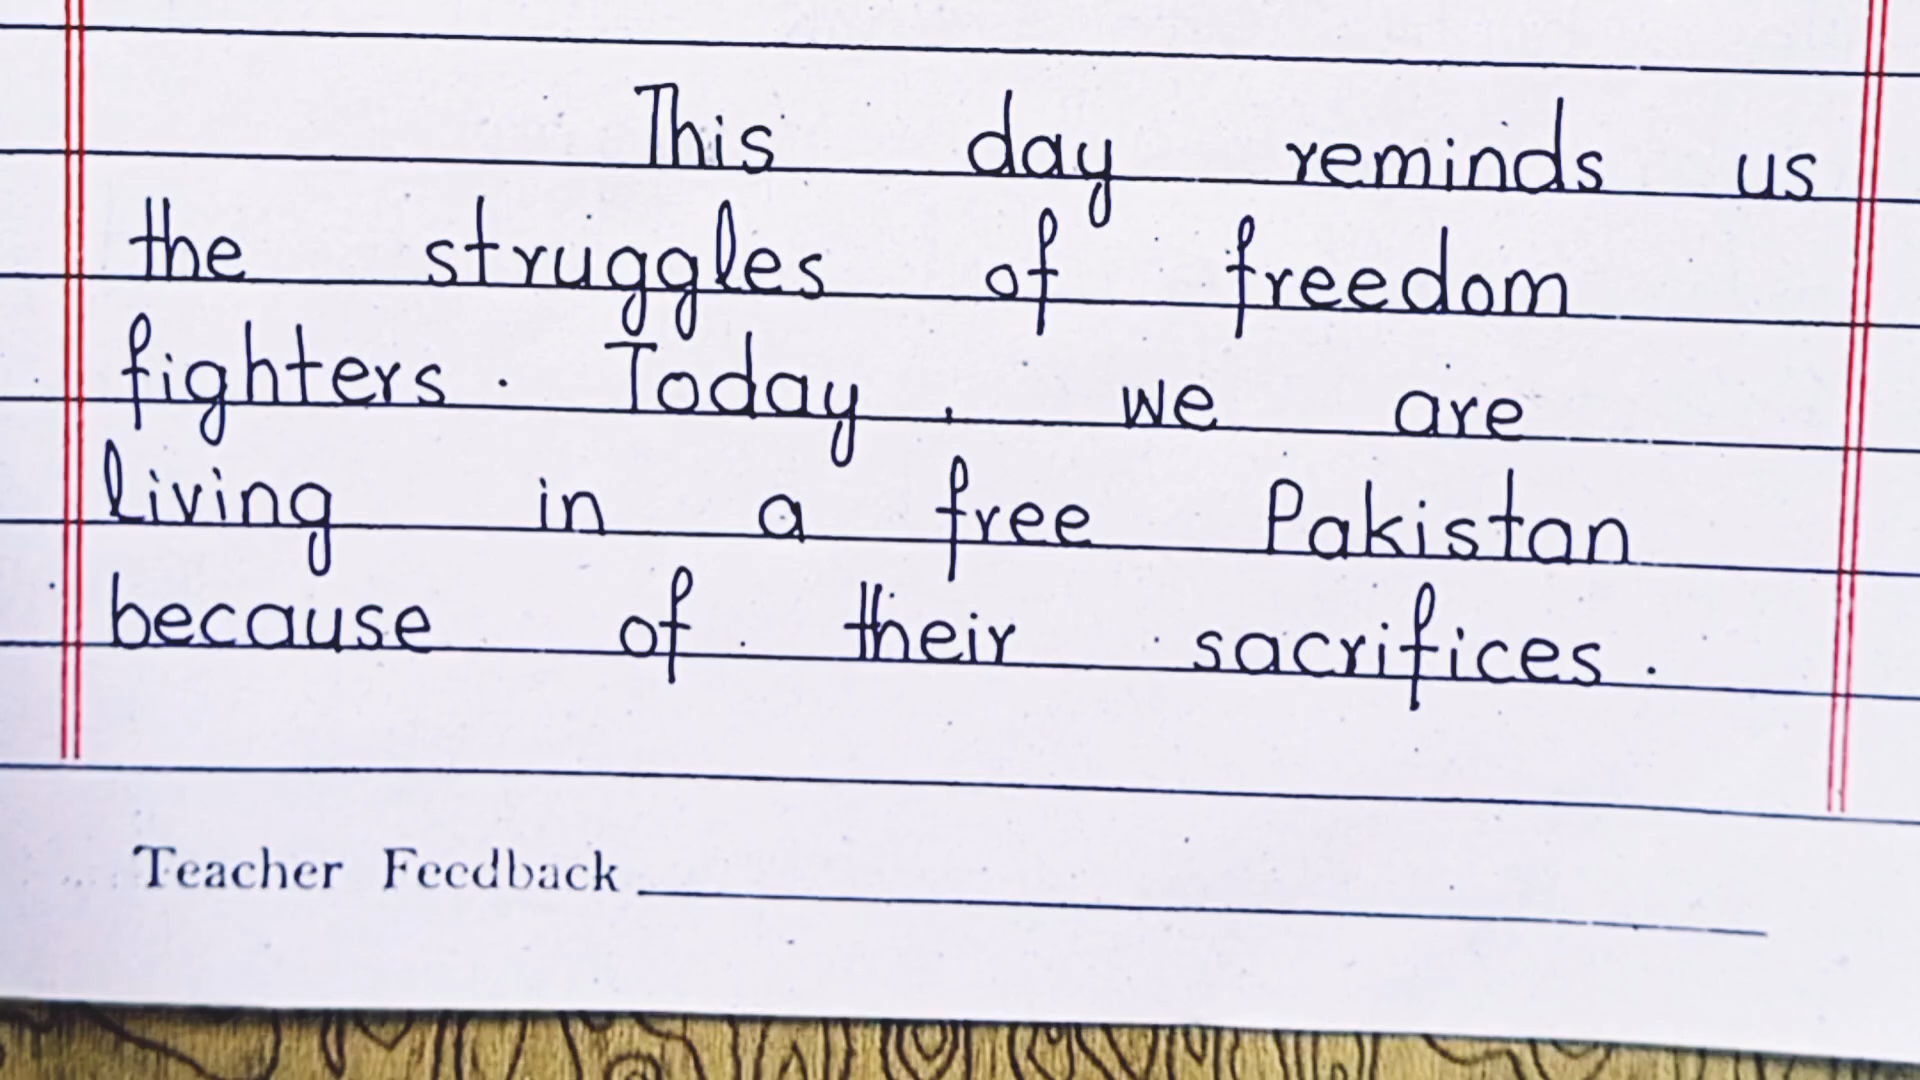 This day reminds us
the struggles of freedom
fighters. Today, we are
living in a free Pakistan
because of their sacrifices.
Teacher Feedback